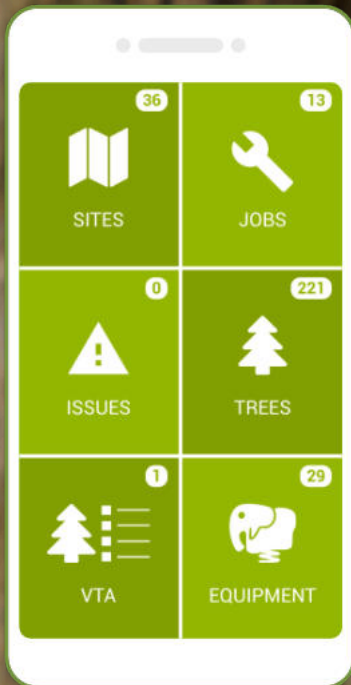 36
SITES
13
JOBS
0
ISSUES
221
TREES
1
VTA
29
EQUIPMENT